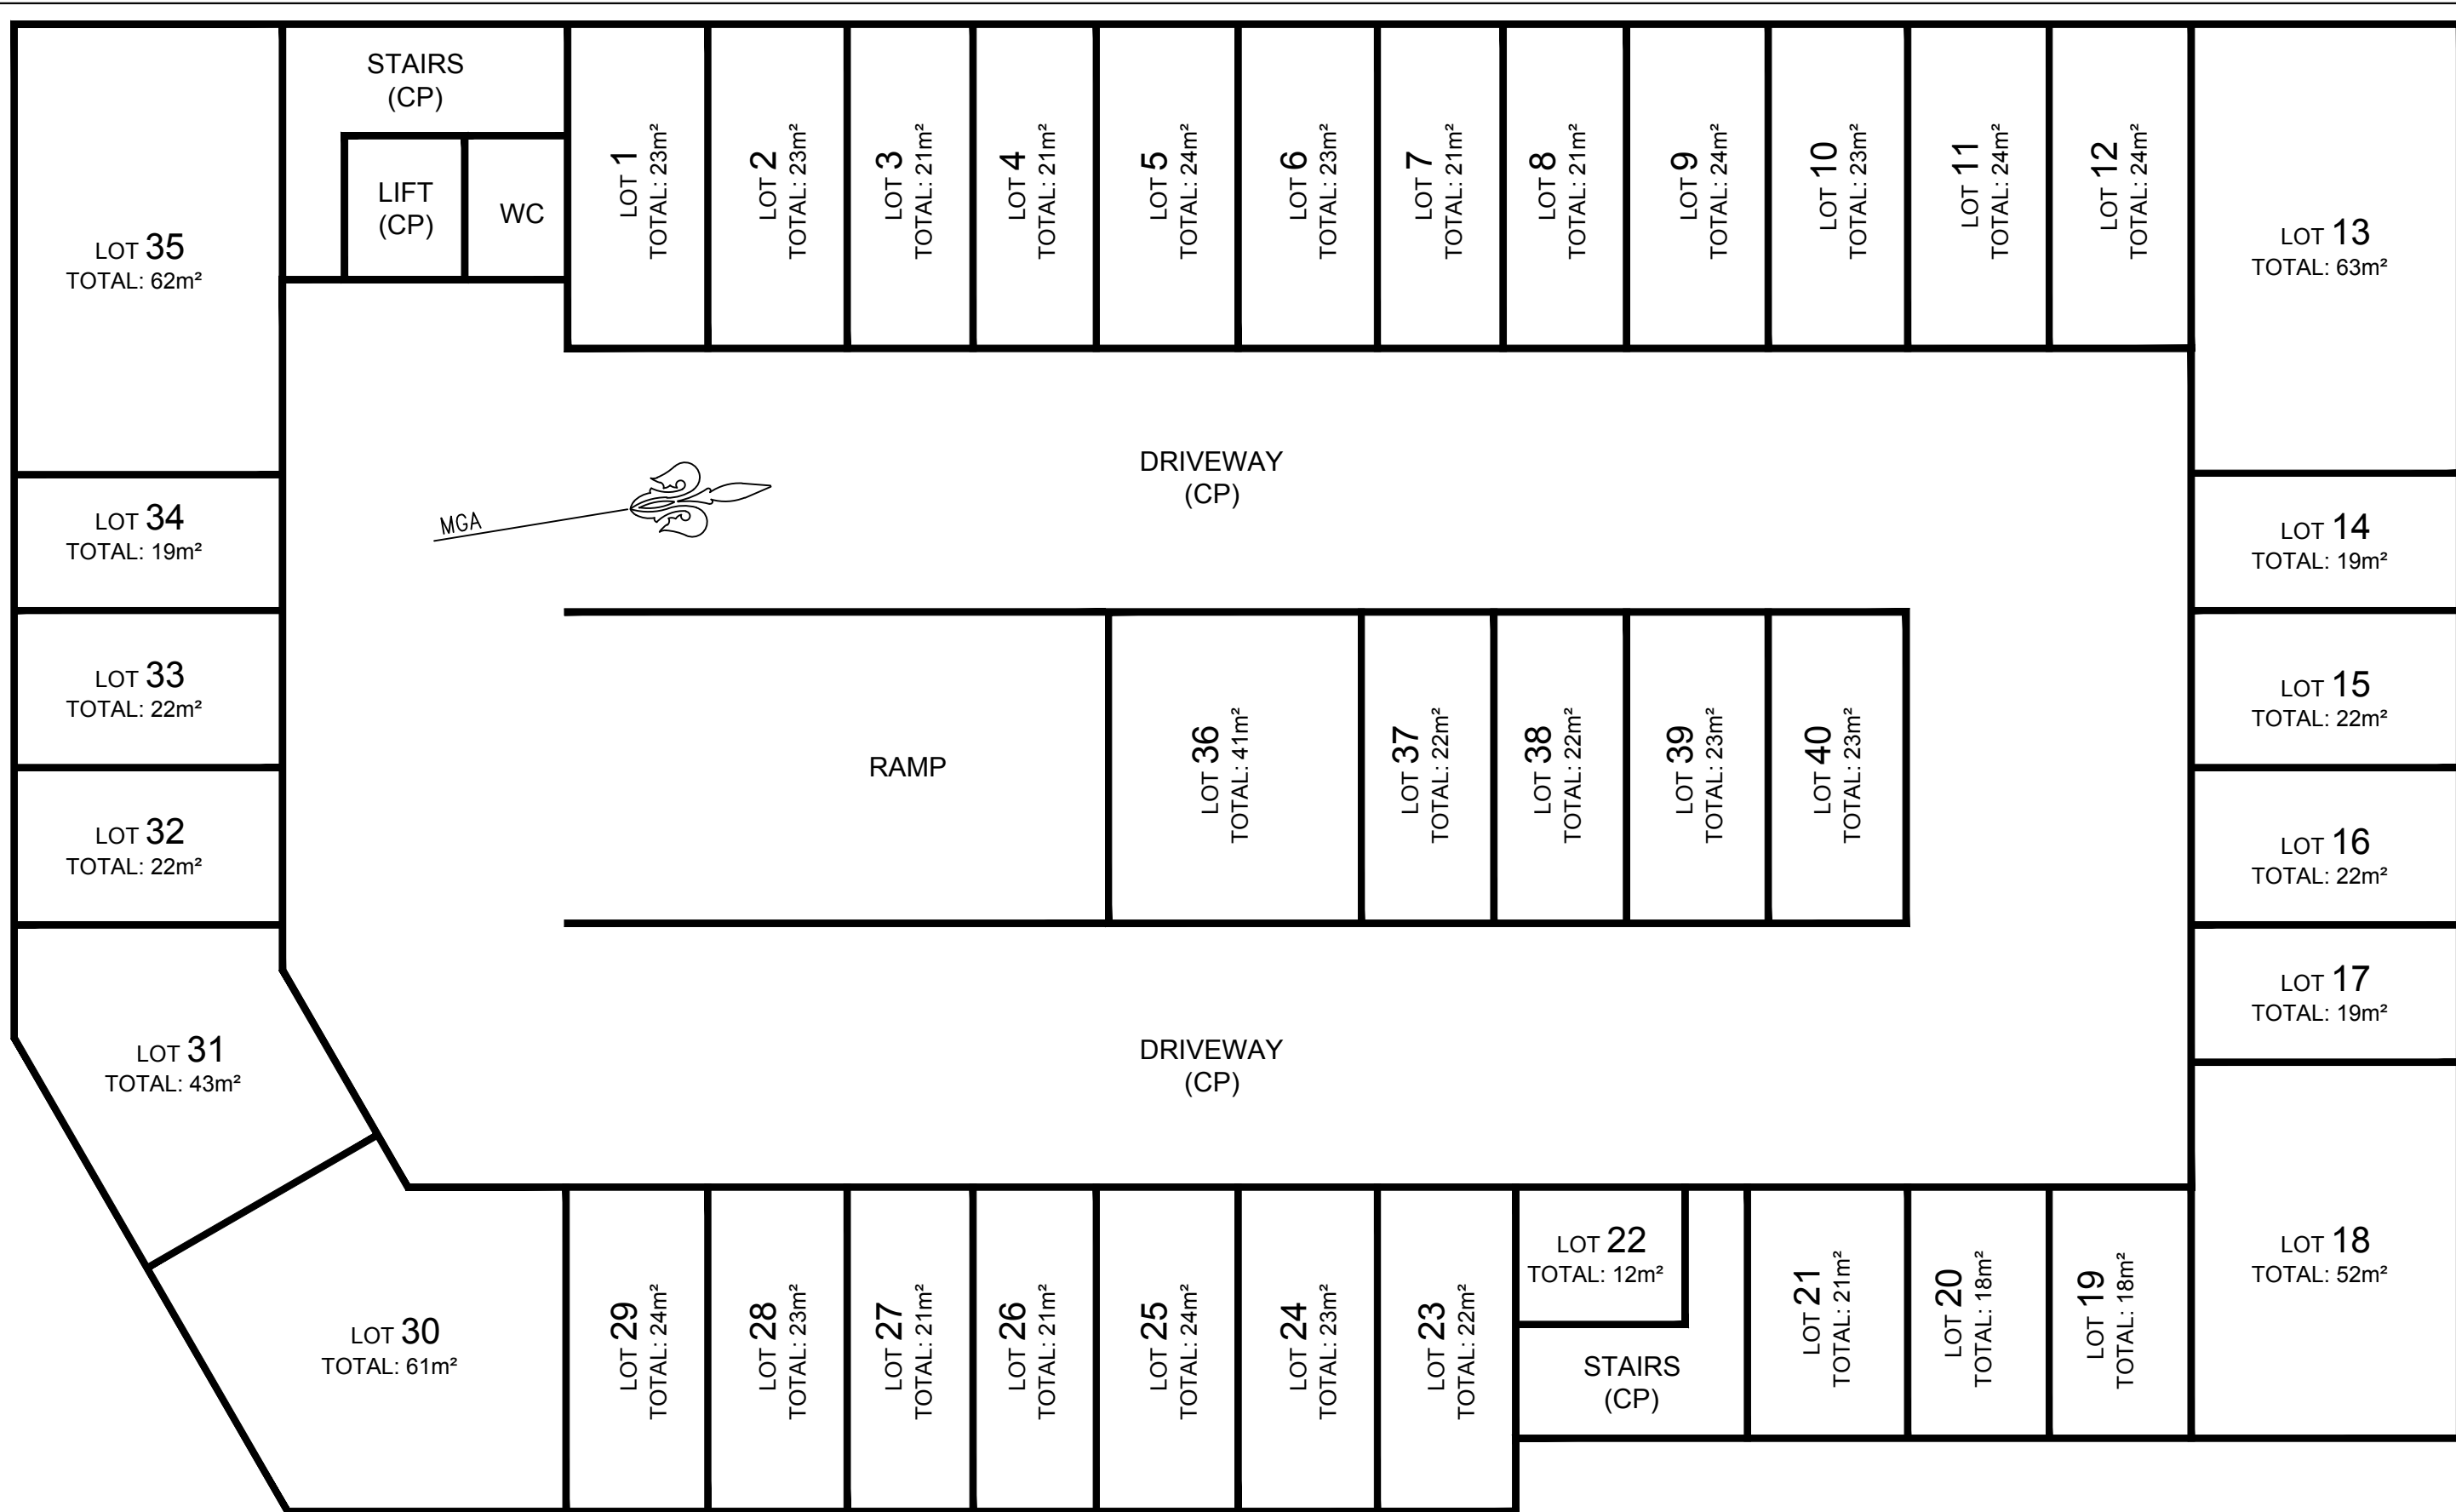 STAIRS
(CP)
LIFT
(CP)
WC
LOT 35
TOTAL: 62m²
LOT 1
TOTAL: 23m²
LOT 2
TOTAL: 23m²
LOT 3
TOTAL: 21m²
LOT 4
TOTAL: 21m²
LOT 5
TOTAL: 24m²
LOT 6
TOTAL: 23m²
LOT 7
TOTAL: 21m²
LOT 8
TOTAL: 21m²
LOT 9
TOTAL: 24m²
LOT 10
TOTAL: 23m²
LOT 11
TOTAL: 24m²
LOT 12
TOTAL: 24m²
LOT 13
TOTAL: 63m²
DRIVEWAY
(CP)
MGA
LOT 34
TOTAL: 19m²
LOT 14
TOTAL: 19m²
LOT 33
TOTAL: 22m²
LOT 15
TOTAL: 22m²
RAMP
LOT 36
TOTAL: 41m²
LOT 37
TOTAL: 22m²
LOT 38
TOTAL: 22m²
LOT 39
TOTAL: 23m²
LOT 40
TOTAL: 23m²
LOT 32
TOTAL: 22m²
LOT 16
TOTAL: 22m²
LOT 17
TOTAL: 19m²
LOT 31
TOTAL: 43m²
DRIVEWAY
(CP)
LOT 30
TOTAL: 61m²
LOT 29
TOTAL: 24m²
LOT 28
TOTAL: 23m²
LOT 27
TOTAL: 21m²
LOT 26
TOTAL: 21m²
LOT 25
TOTAL: 24m²
LOT 24
TOTAL: 23m²
LOT 23
TOTAL: 22m²
LOT 22
TOTAL: 12m²
STAIRS
(CP)
LOT 21
TOTAL: 21m²
LOT 20
TOTAL: 18m²
LOT 19
TOTAL: 18m²
LOT 18
TOTAL: 52m²